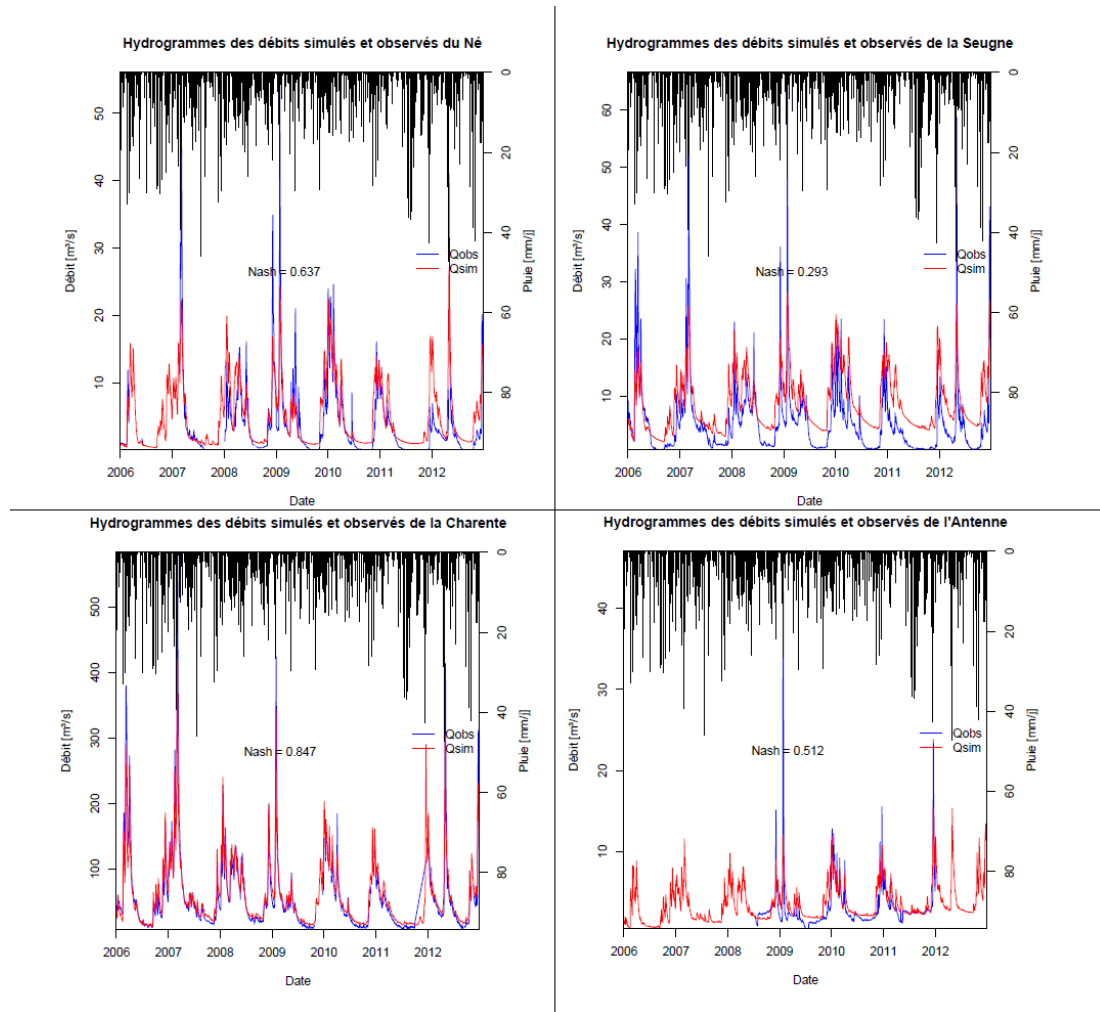 Hydrogrammes des débits simulés et observés du Né
50
40
30
20
10
Débit [m³/s]
0
20
40
60
80
Pluie [mm/j]
Qobs
Qsim
Nash = 0.637
2006 2007 2008 2009 2010 2011 2012
Date
Hydrogrammes des débits simulés et observés de la Seugne
60
50
40
30
20
10
Débit [m³/s]
0
20
40
60
80
Pluie [mm/j]
Qobs
Qsim
Nash = 0.293
2006 2007 2008 2009 2010 2011 2012
Date
Hydrogrammes des débits simulés et observés de la Charente
500
400
300
200
100
Débit [m³/s]
0
20
40
60
80
Pluie [mm/j]
Qobs
Qsim
Nash = 0.847
2006 2007 2008 2009 2010 2011 2012
Date
Hydrogrammes des débits simulés et observés de l'Antenne
40
30
20
10
Débit [m³/s]
0
20
40
60
80
Pluie [mm/j]
Qobs
Qsim
Nash = 0.512
2006 2007 2008 2009 2010 2011 2012
Date